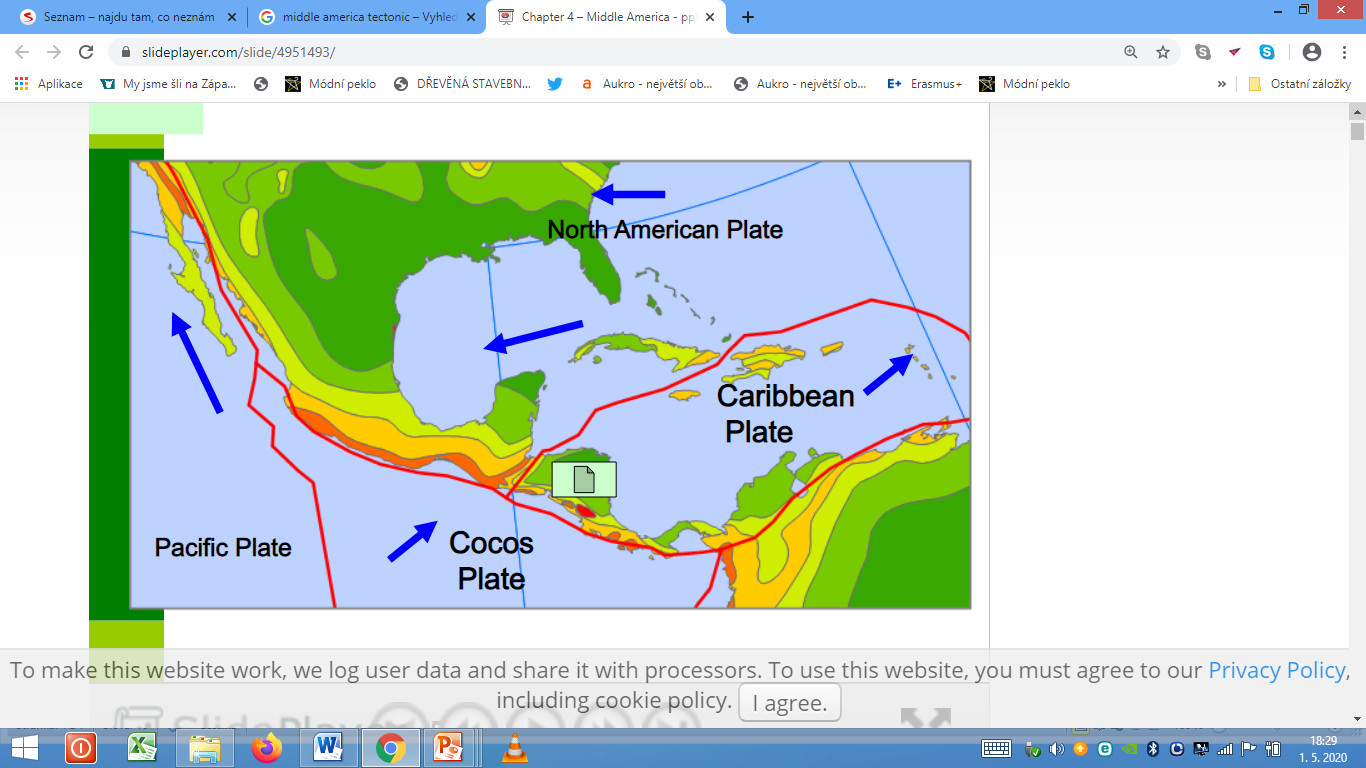 Seznam – najdu tam, co neznám
middle america tectonic – Vyhled
Chapter 4 – Middle America - pp
slideplayer.com/slide/4951493/
Aplikace
My jsme šli na Zápa...
Módní peklo
DŘEVĚNÁ STAVEBN...
Aukro - největší ob...
Aukro - největší ob...
Erasmus+
Módní peklo
»
Ostatní záložky
North American Plate
Caribbean
Plate
Cocos
Plate
Pacific Plate
To make this website work, we log user data and share it with processors. To use this website, you must agree to our Privacy Policy,
including cookie policy. I agree.
SlidePlayer
18:29
1. 5. 2020